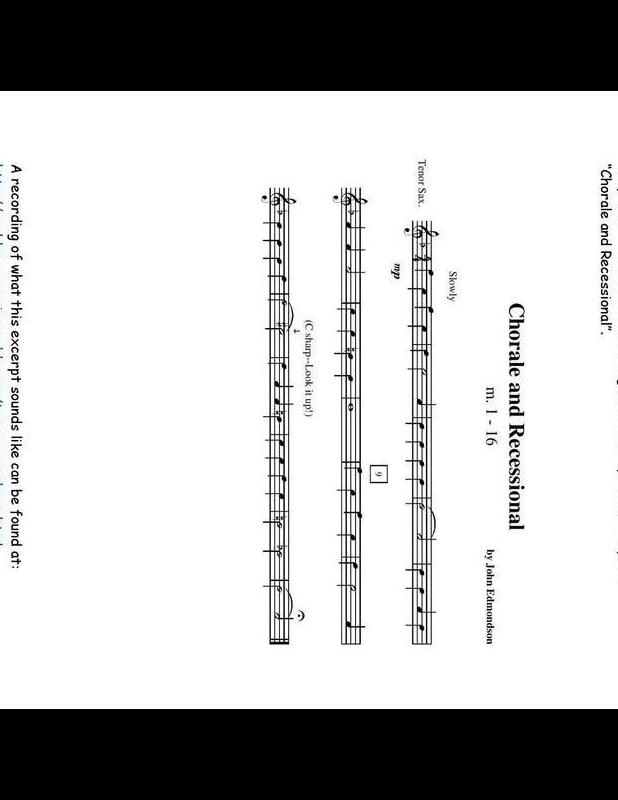 "Chorale and Recessional".
Chorale and Recessional
m. 1 - 16
by John Edmondson
Slowly
Tenor Sax.
mp
9
(C sharp--Look it up!)
A recording of what this excerpt sounds like can be found at: